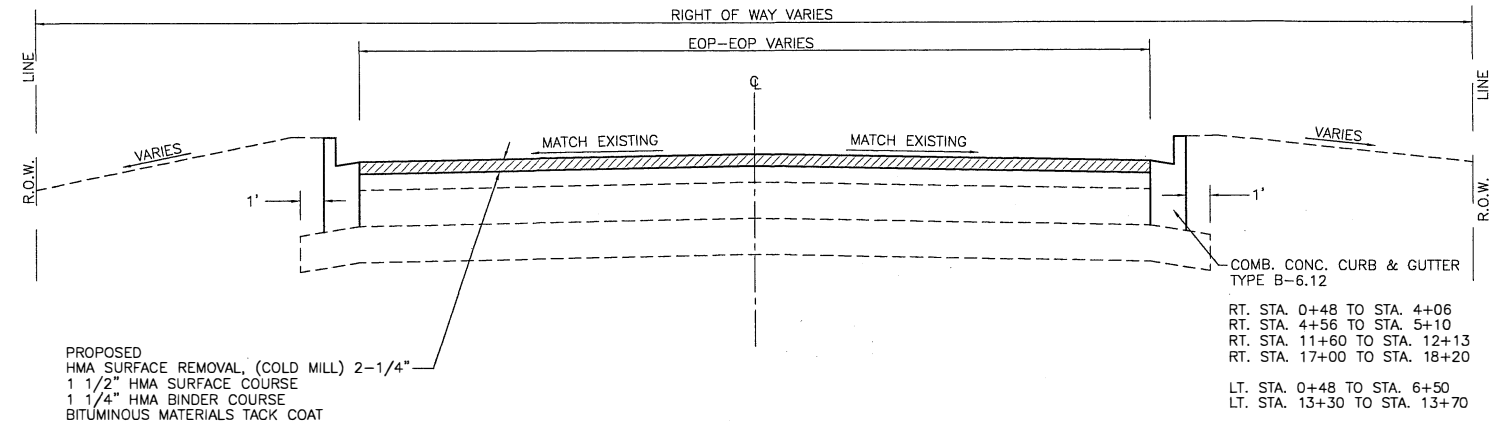 RIGHT OF WAY VARIES
EOP-EOP VARIES
LINE
LINE
℄
MATCH EXISTING
MATCH EXISTING
VARIES
VARIES
R.O.W.
R.O.W.
1'
1'
COMB. CONC. CURB & GUTTER
TYPE B-6.12
RT. STA. 0+48 TO STA. 4+06
RT. STA. 4+56 TO STA. 5+10
RT. STA. 11+60 TO STA. 12+13
RT. STA. 17+00 TO STA. 18+20
LT. STA. 0+48 TO STA. 6+50
LT. STA. 13+30 TO STA. 13+70
PROPOSED
HMA SURFACE REMOVAL, (COLD MILL) 2-1/4"
1 1/2" HMA SURFACE COURSE
1 1/4" HMA BINDER COURSE
BITUMINOUS MATERIALS TACK COAT